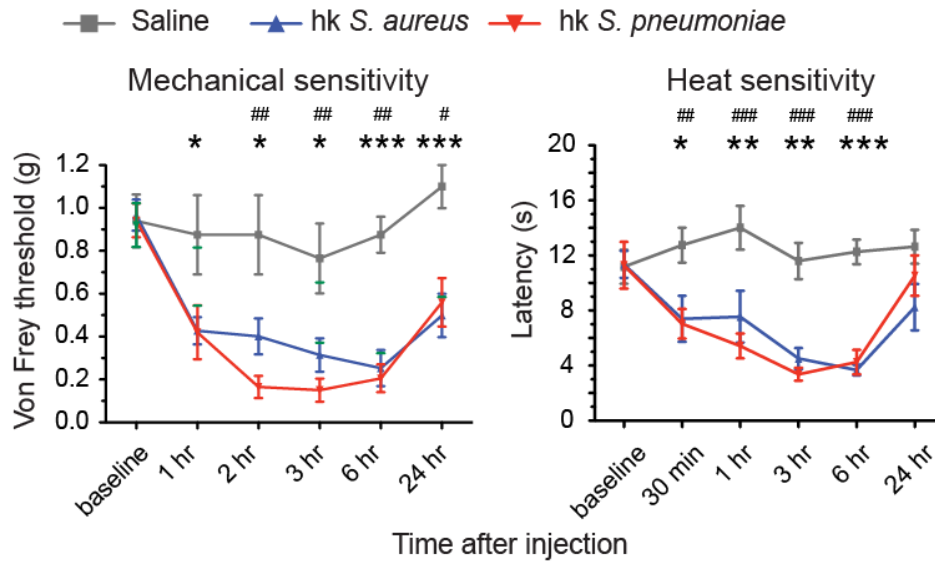 Saline hk S. aureus hk S. pneumoniae
Mechanical sensitivity
## ## ## #
* * * *** ***
1.2
1.0
0.8
0.6
0.4
0.2
0.0
Von Frey threshold (g)
baseline 1 hr 2 hr 3 hr 6 hr 24 hr
Heat sensitivity
## ### ### ###
* ** ** ***
20
16
12
8
4
0
Latency (s)
baseline 30 min 1 hr 3 hr 6 hr 24 hr
Time after injection